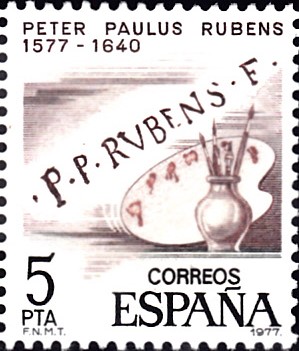 PETER PAULUS RUBENS
1577 - 1640
.P.P.RVBENS.F.
5
PTA
CORREOS
ESPAÑA
F.N.M.T.
1977.